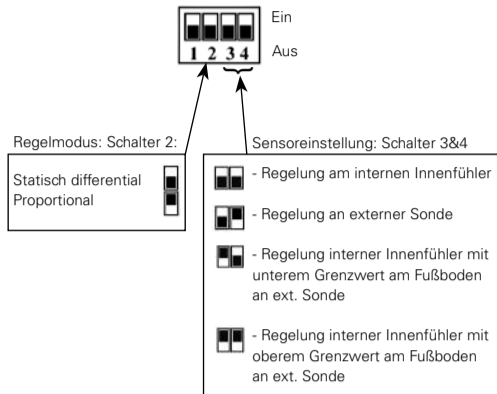 Ein
Aus
1 2 3 4
Regelmodus: Schalter 2:
Statisch differential
Proportional
Sensoreinstellung: Schalter 3&4
- Regelung am internen Innenfühler
- Regelung an externer Sonde
- Regelung interner Innenfühler mit
unterem Grenzwert am Fußboden
an ext. Sonde
- Regelung interner Innenfühler mit
oberem Grenzwert am Fußboden
an ext. Sonde